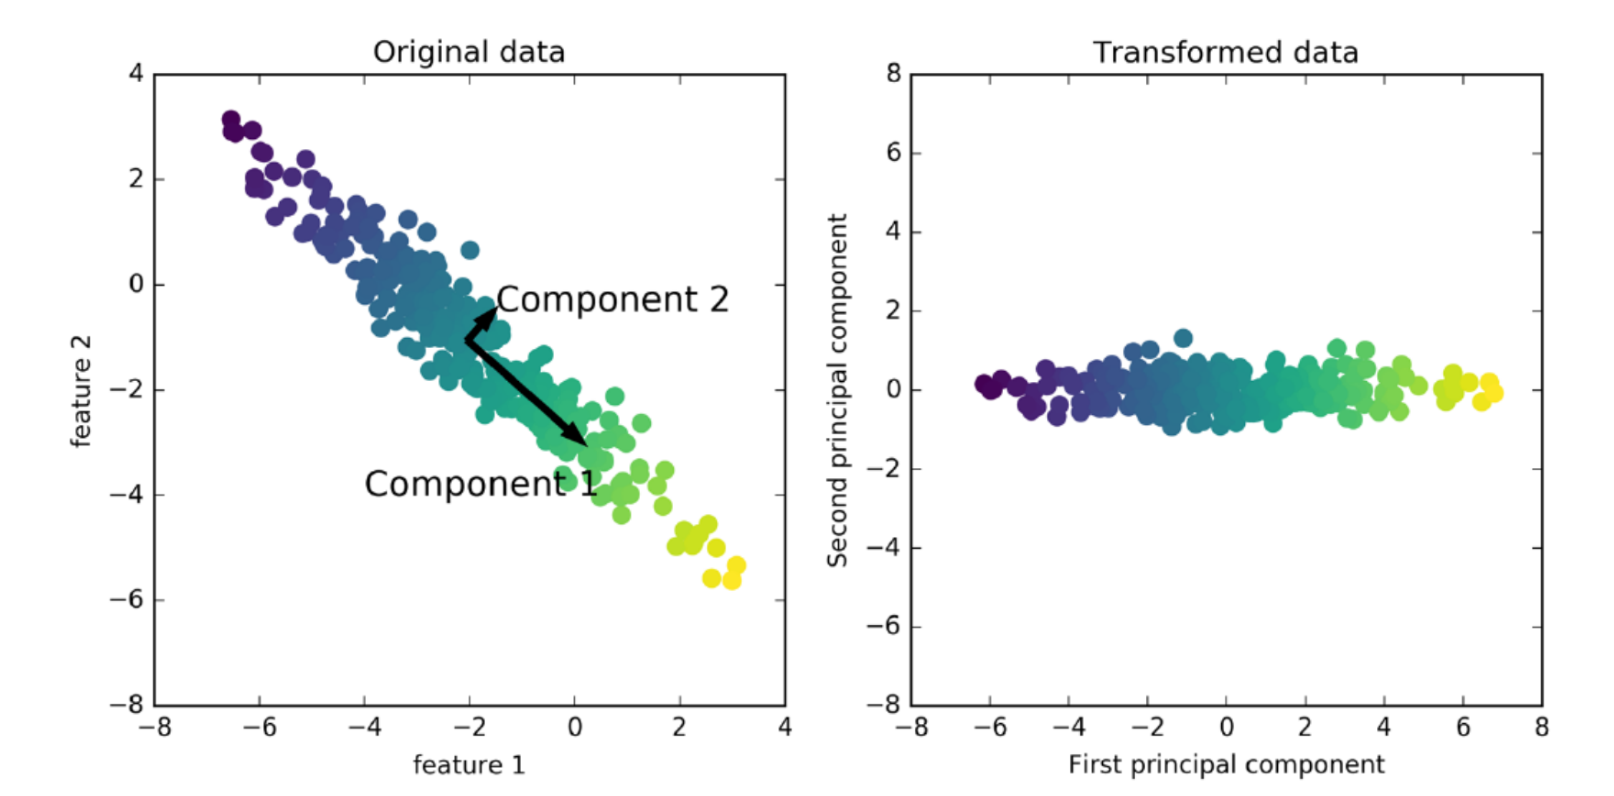 Original data
4
2
0
−2
−4
−6
−8
−8 −6 −4 −2 0 2 4
feature 1
feature 2
Component 2
Component 1
Transformed data
8
6
4
2
0
−2
−4
−6
−8
−8 −6 −4 −2 0 2 4 6 8
First principal component
Second principal component